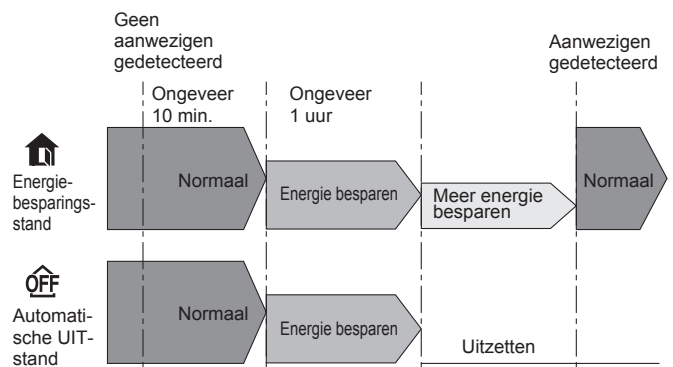 Geen
aanwezigen
gedetecteerd
Aanwezigen
gedetecteerd
Ongeveer
10 min.
Ongeveer
1 uur
Energie-
besparings-
stand
Normaal
Energie besparen
Meer energie
besparen
Normaal
OFF
Automati-
sche UIT-
stand
Normaal
Energie besparen
Uitzetten